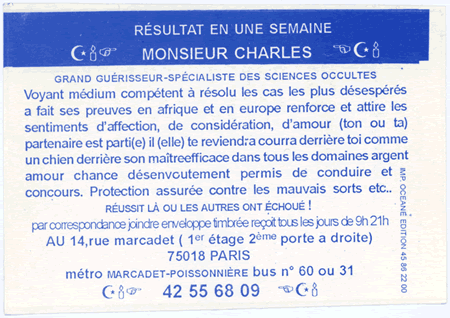 RÉSULTAT EN UNE SEMAINE
MONSIEUR CHARLES
GRAND GUÉRISSEUR-SPÉCIALISTE DES SCIENCES OCCULTES
Voyant médium compétent à résolu les cas les plus désespérés
a fait ses preuves en afrique et en europe renforce et attire les
sentiments d'affection, de considération, d'amour (ton ou ta)
partenaire est parti(e) il (elle) te reviendra courra derrière toi comme
un chien derrière son maîtreefficace dans tous les domaines argent
amour chance désenvoutement permis de conduire et
concours. Protection assurée contre les mauvais sorts etc..
RÉUSSIT LÀ OU LES AUTRES ONT ÉCHOUÉ !
par correspondance joindre enveloppe timbrée reçoit tous les jours de 9h 21h
AU 14,rue marcadet ( 1er étage 2ème porte a droite)
75018 PARIS
métro MARCADET-POISSONNIÈRE bus n° 60 ou 31
42 55 68 09
IMP. OCEANÉ EDITION 45 86 22 00